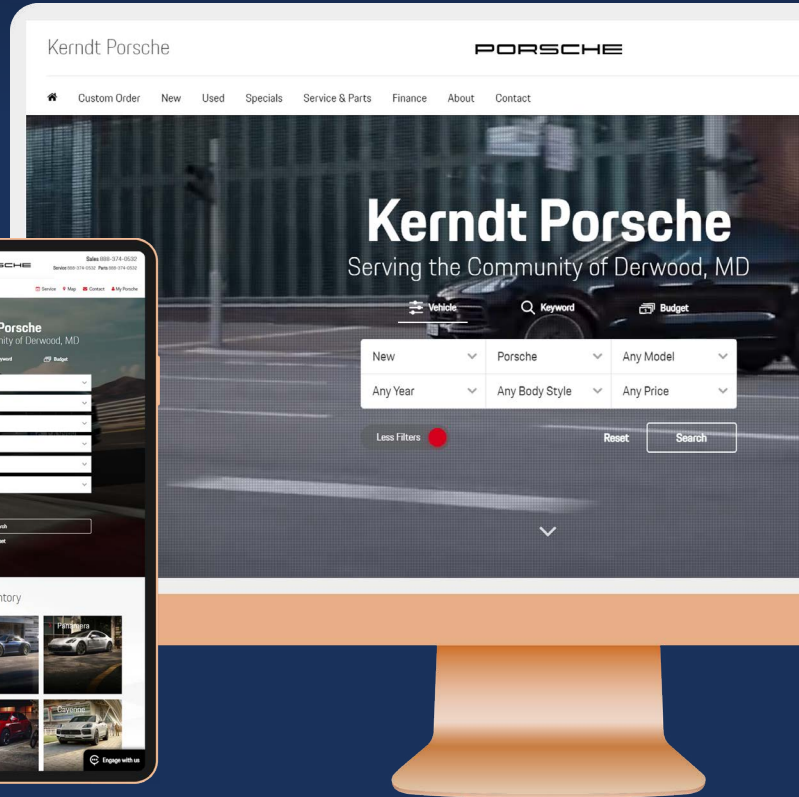 Kerndt Porsche
PORSCHE
Custom Order New Used Specials Service & Parts Finance About Contact
Kerndt Porsche
Serving the Community of Derwood, MD
Vehicle Keyword Budget
New Porsche Any Model
Any Year Any Body Style Any Price
Less Filters Reset Search
Sales 888-374-0532
Service 888-374-0532 Parts 888-374-0532
Service Map Contact My Porsche
Porsche
of Derwood, MD
Budget
Panamera
Cayenne
Engage with us